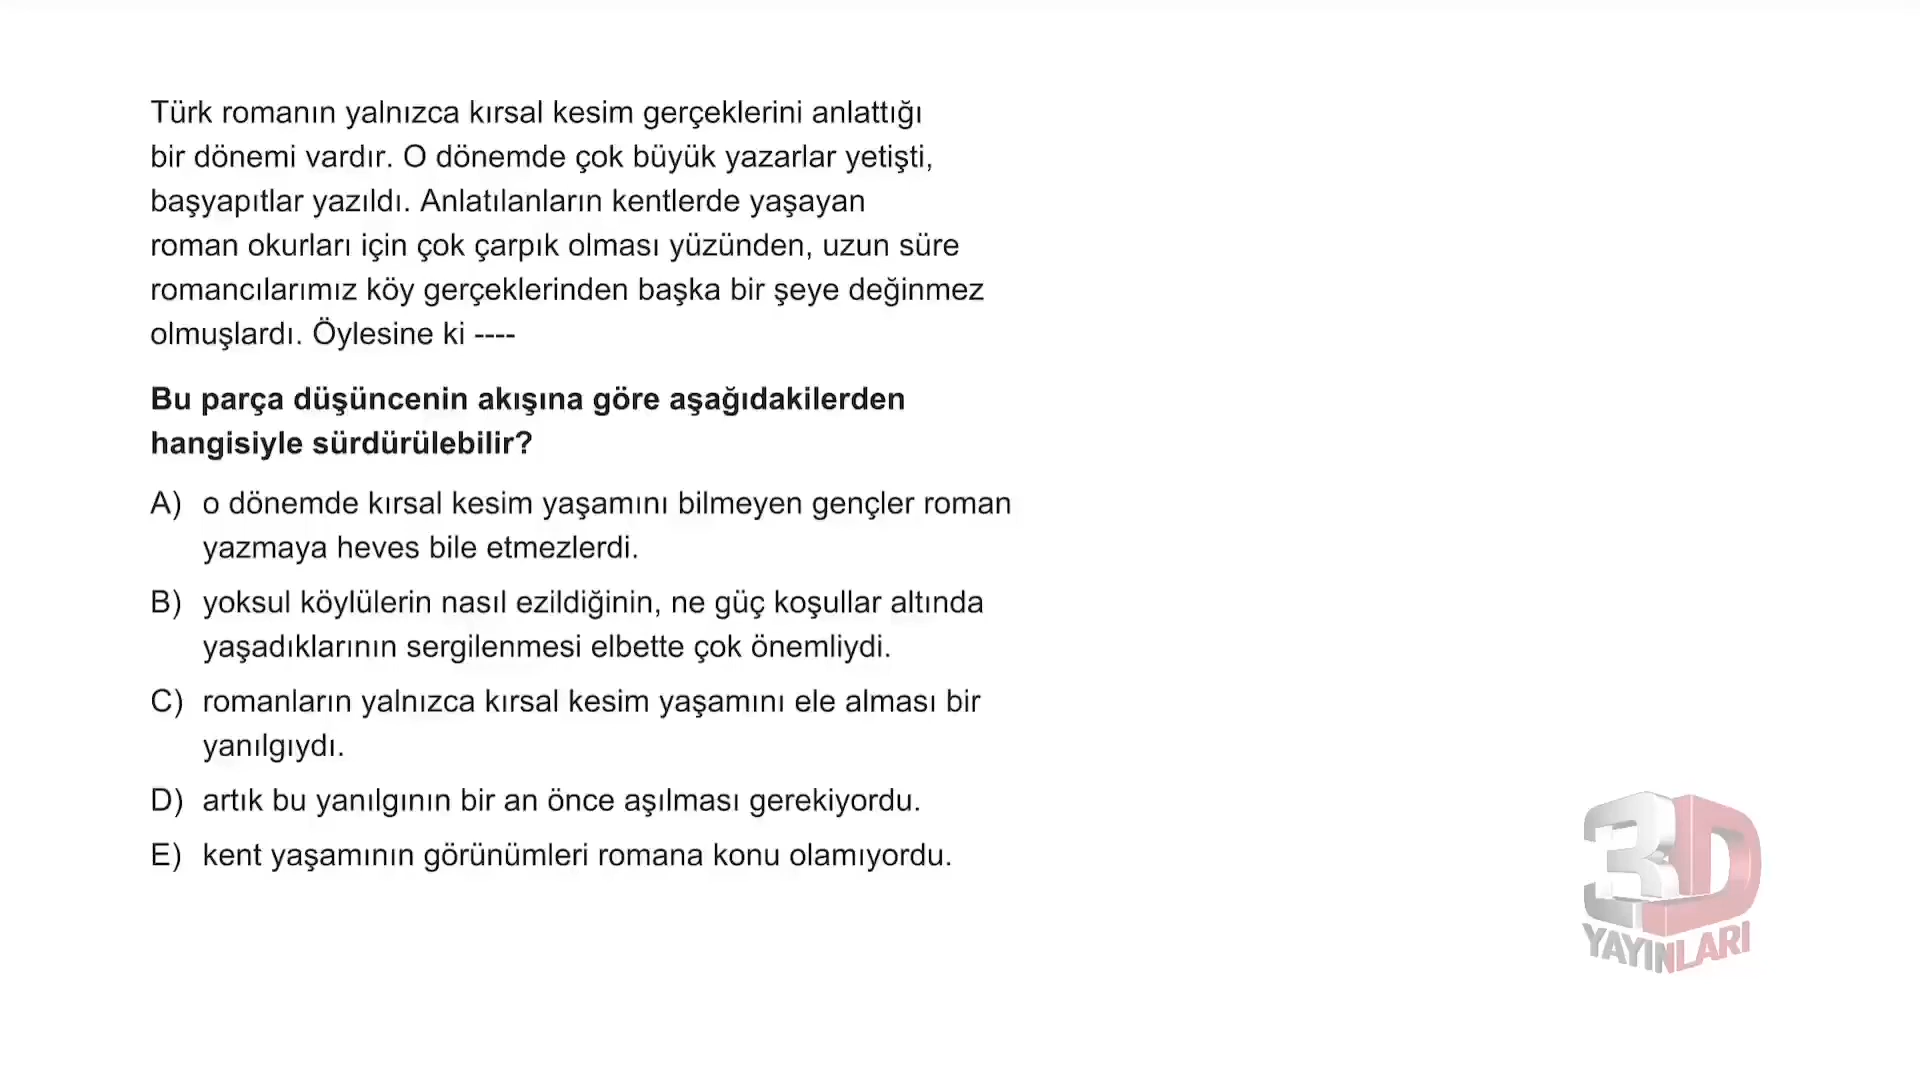 Türk romanın yalnızca kırsal kesim gerçeklerini anlattığı
bir dönemi vardır. O dönemde çok büyük yazarlar yetişti,
başyapıtlar yazıldı. Anlatılanların kentlerde yaşayan
roman okurları için çok çarpık olması yüzünden, uzun süre
romancılarımız köy gerçeklerinden başka bir şeye değinmez
olmuşlardı. Öylesine ki ----
Bu parça düşüncenin akışına göre aşağıdakilerden
hangisiyle sürdürülebilir?
A) o dönemde kırsal kesim yaşamını bilmeyen gençler roman
yazmaya heves bile etmezlerdi.
B) yoksul köylülerin nasıl ezildiğinin, ne güç koşullar altında
yaşadıklarının sergilenmesi elbette çok önemliydi.
C) romanların yalnızca kırsal kesim yaşamını ele alması bir
yanılgıydı.
D) artık bu yanılgının bir an önce aşılması gerekiyordu.
E) kent yaşamının görünümleri romana konu olamıyordu.
3D
YAYINLARI